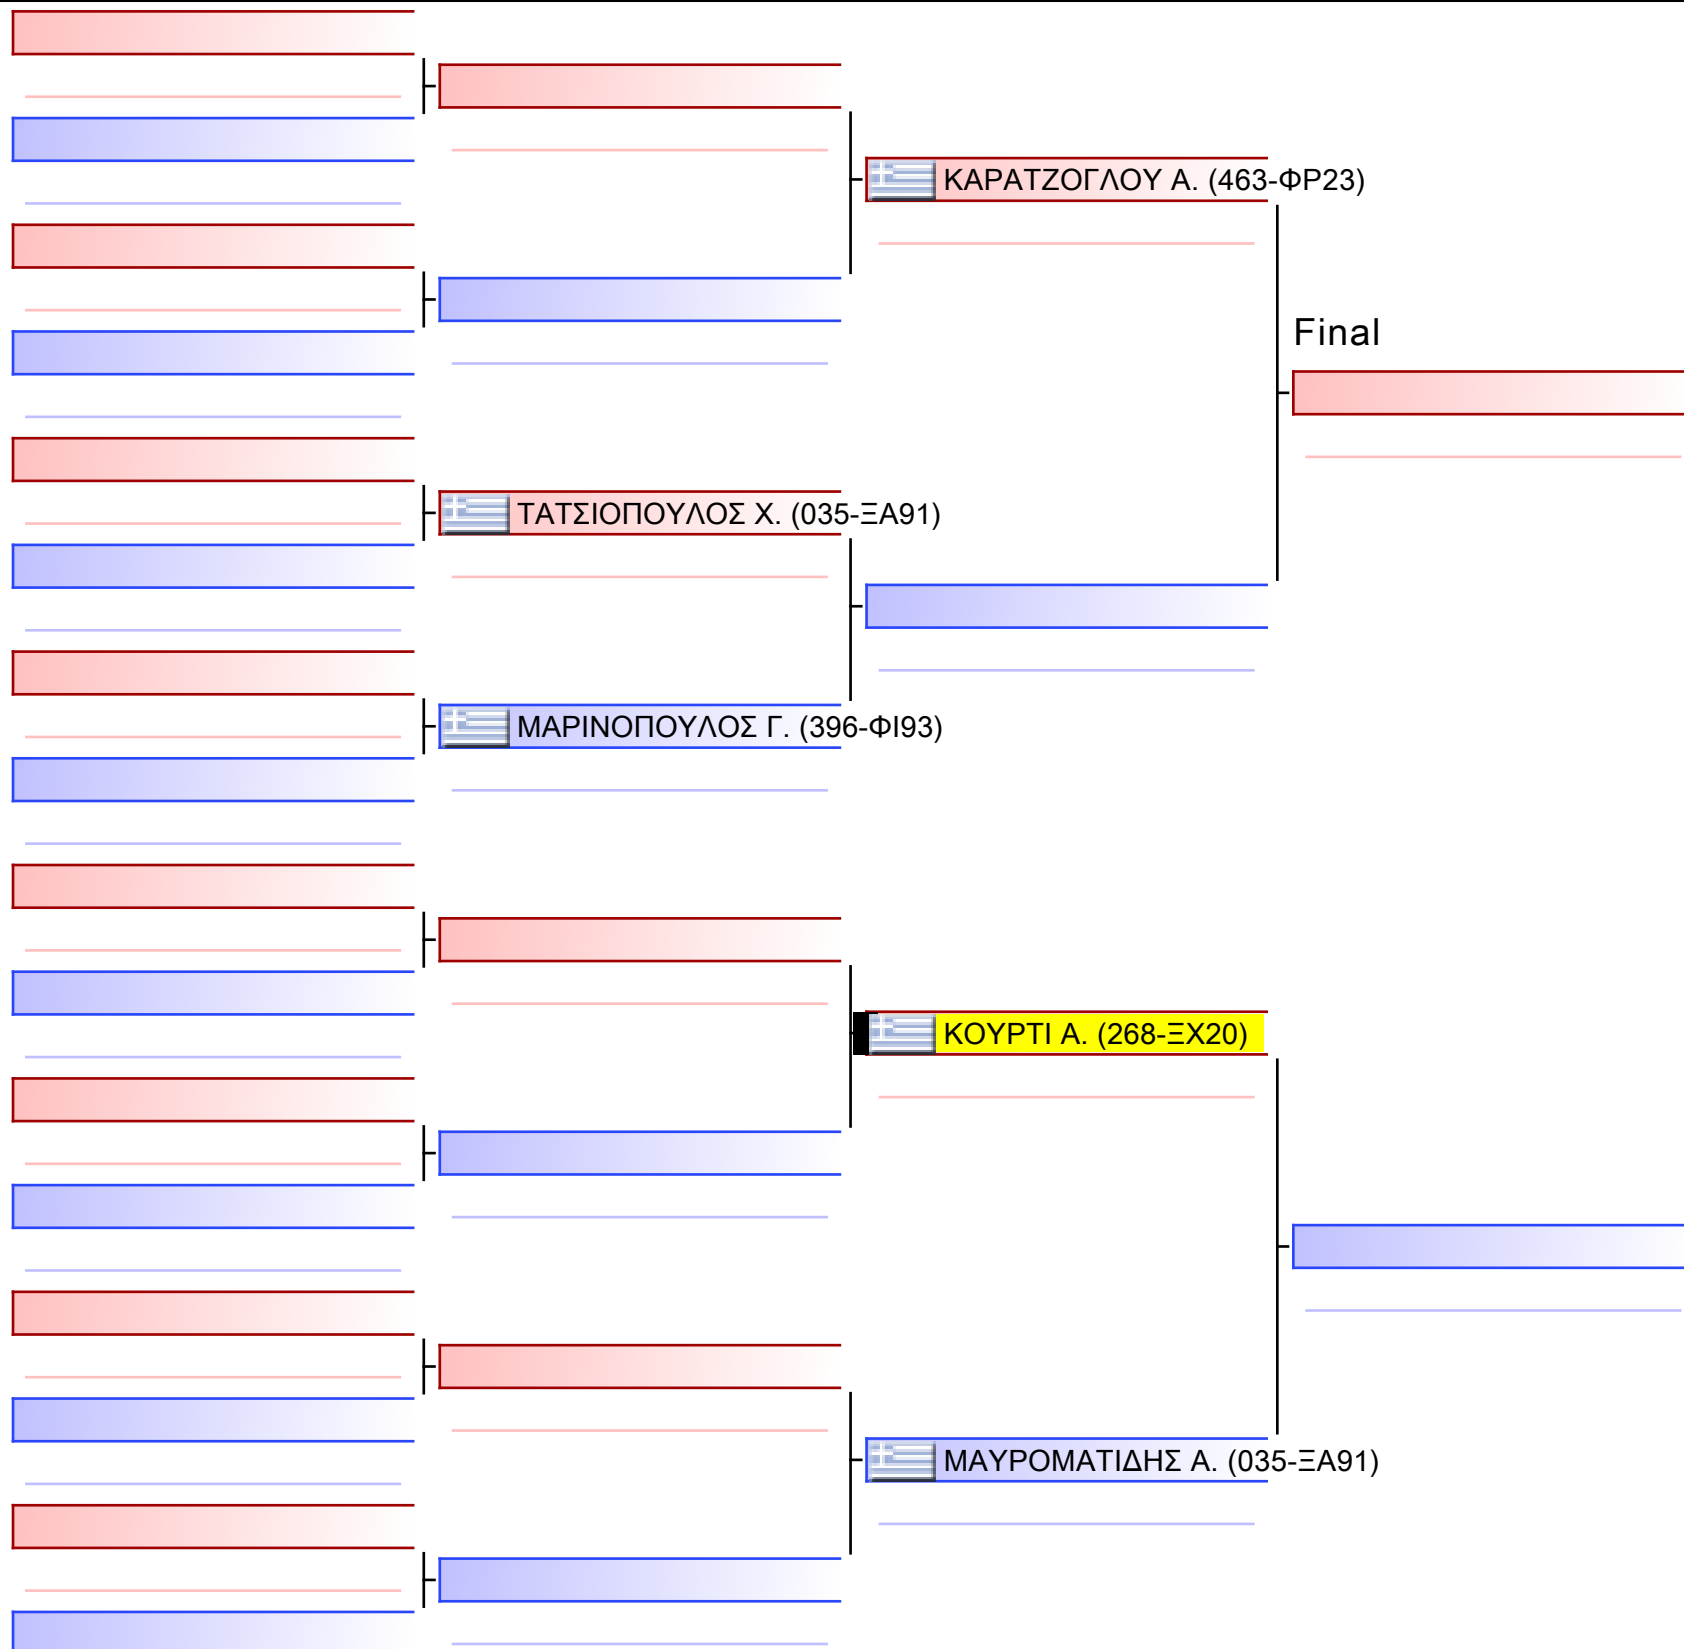 ΚΑΡΑΤΖΟΓΛΟΥ Α. (463-ΦΡ23)
Final
ΤΑΤΣΙΟΠΟΥΛΟΣ Χ. (035-ΞΑ91)
ΜΑΡΙΝΟΠΟΥΛΟΣ Γ. (396-ΦΙ93)
ΚΟΥΡΤΙ Α. (268-ΞΧ20)
ΜΑΥΡΟΜΑΤΙΔΗΣ Α. (035-ΞΑ91)